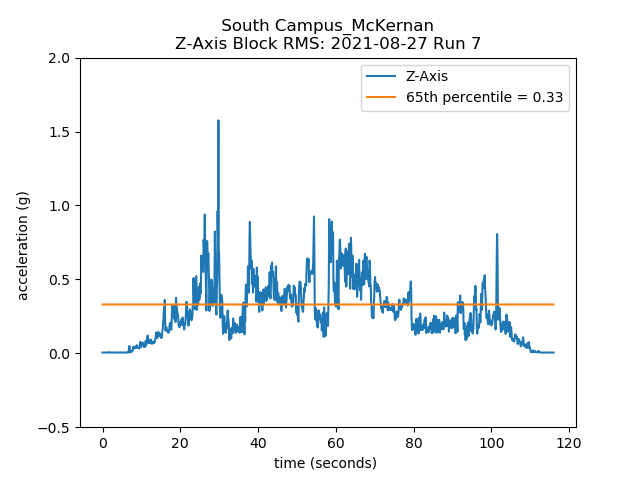 South Campus_McKernan
Z-Axis Block RMS: 2021-08-27 Run 7
Z-Axis
65th percentile = 0.33
acceleration (g)
2.0
1.5
1.0
0.5
0.0
−0.5
0 20 40 60 80 100 120
time (seconds)